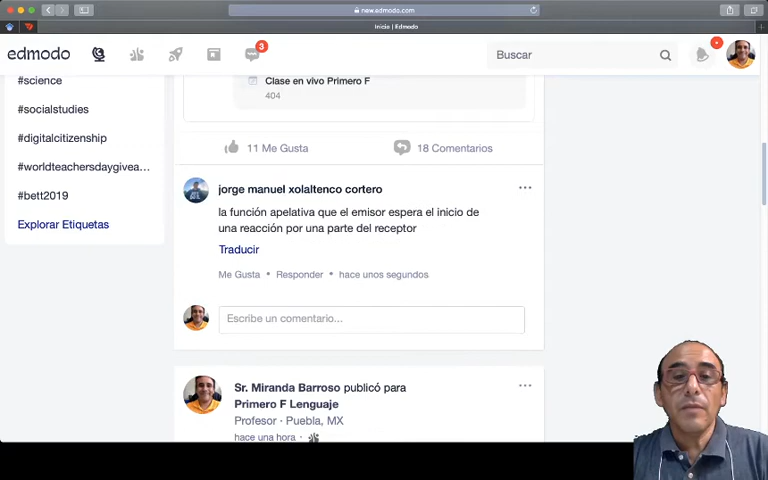 new.edmodo.com
Inicio | Edmodo
edmodo
3
Buscar
#science
#socialstudies
#digitalcitizenship
#worldteachersdaygivea...
#bett2019
Explorar Etiquetas
Clase en vivo Primero F
404
11 Me Gusta
18 Comentarios
jorge manuel xolaltenco cortero
la función apelativa que el emisor espera el inicio de
una reacción por una parte del receptor
Traducir
Me Gusta • Responder • hace unos segundos
Escribe un comentario...
Sr. Miranda Barroso publicó para
Primero F Lenguaje
Profesor · Puebla, MX
hace una hora ·